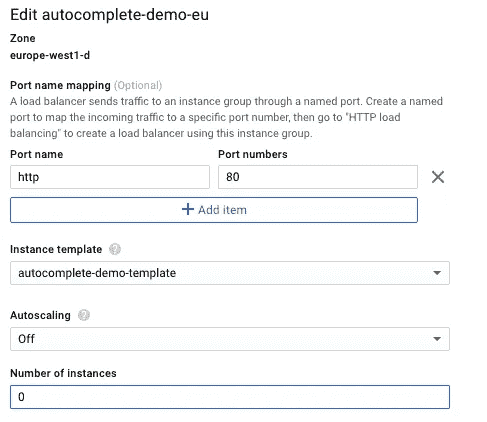 Edit autocomplete-demo-eu
Zone
europe-west1-d
Port name mapping (Optional)
A load balancer sends traffic to an instance group through a named port. Create a named
port to map the incoming traffic to a specific port number, then go to "HTTP load
balancing" to create a load balancer using this instance group.
Port name Port numbers
http 80
+ Add item
Instance template ?
autocomplete-demo-template
Autoscaling ?
Off
Number of instances
0